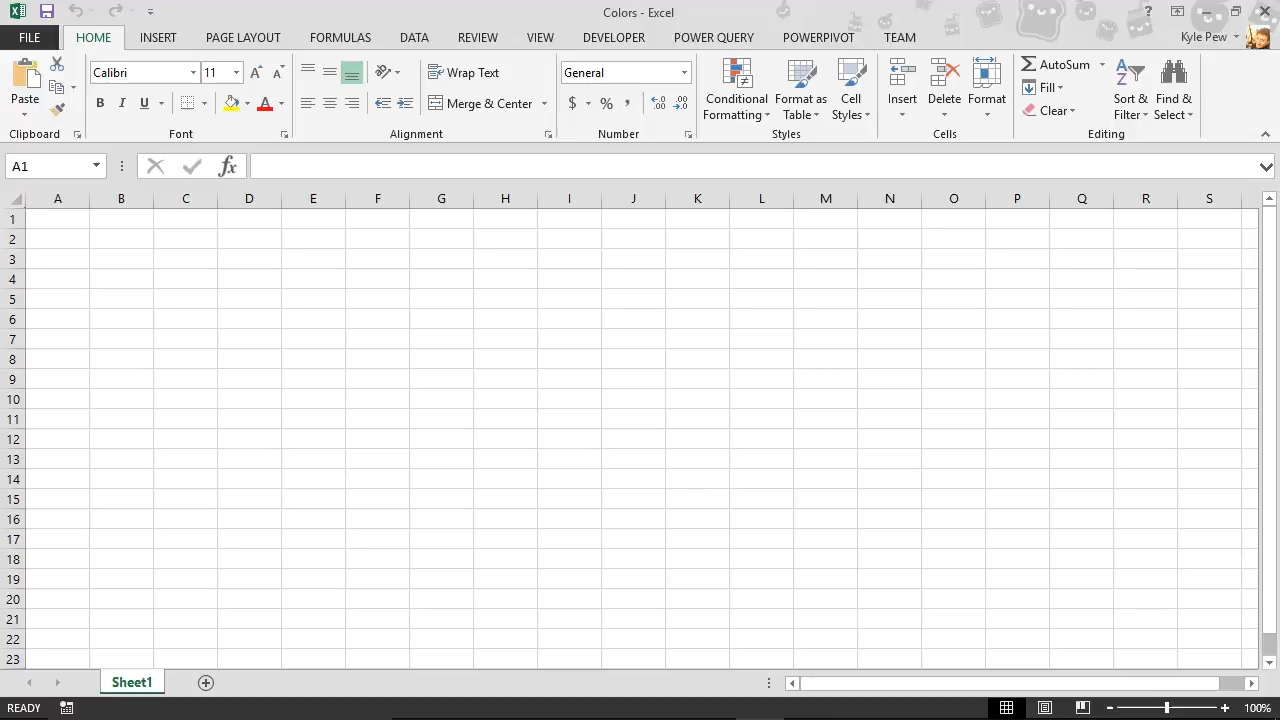 Colors - Excel
?
FILE HOME INSERT PAGE LAYOUT FORMULAS DATA REVIEW VIEW DEVELOPER POWER QUERY POWERPIVOT TEAM Kyle Pew
Calibri 11 Wrap Text General AutoSum
Paste Conditional Formatting Format as Table Cell Styles Insert Delete Format Fill Sort & Filter Find & Select
B I U A Merge & Center $ % , Clear
Clipboard Font Alignment Number Styles Cells Editing
A1 fx
A B C D E F G H I J K L M N O P Q R S
1
2
3
4
5
6
7
8
9
10
11
12
13
14
15
16
17
18
19
20
21
22
23
Sheet1
READY 100%